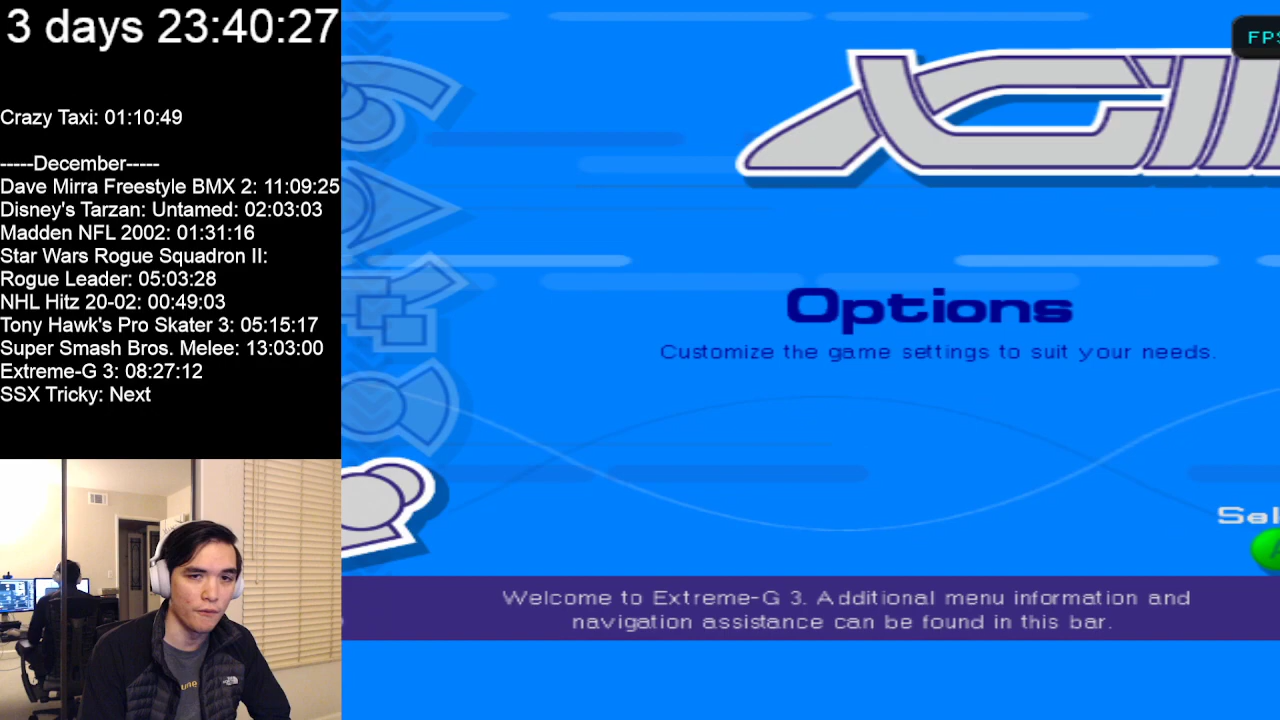 3 days 23:40:27
Crazy Taxi: 01:10:49
-----December-----
Dave Mirra Freestyle BMX 2: 11:09:25
Disney's Tarzan: Untamed: 02:03:03
Madden NFL 2002: 01:31:16
Star Wars Rogue Squadron II:
Rogue Leader: 05:03:28
NHL Hitz 20-02: 00:49:03
Tony Hawk's Pro Skater 3: 05:15:17
Super Smash Bros. Melee: 13:03:00
Extreme-G 3: 08:27:12
SSX Tricky: Next
FPS
Options
Customize the game settings to suit your needs.
Sel
Welcome to Extreme-G 3. Additional menu information and
navigation assistance can be found in this bar.